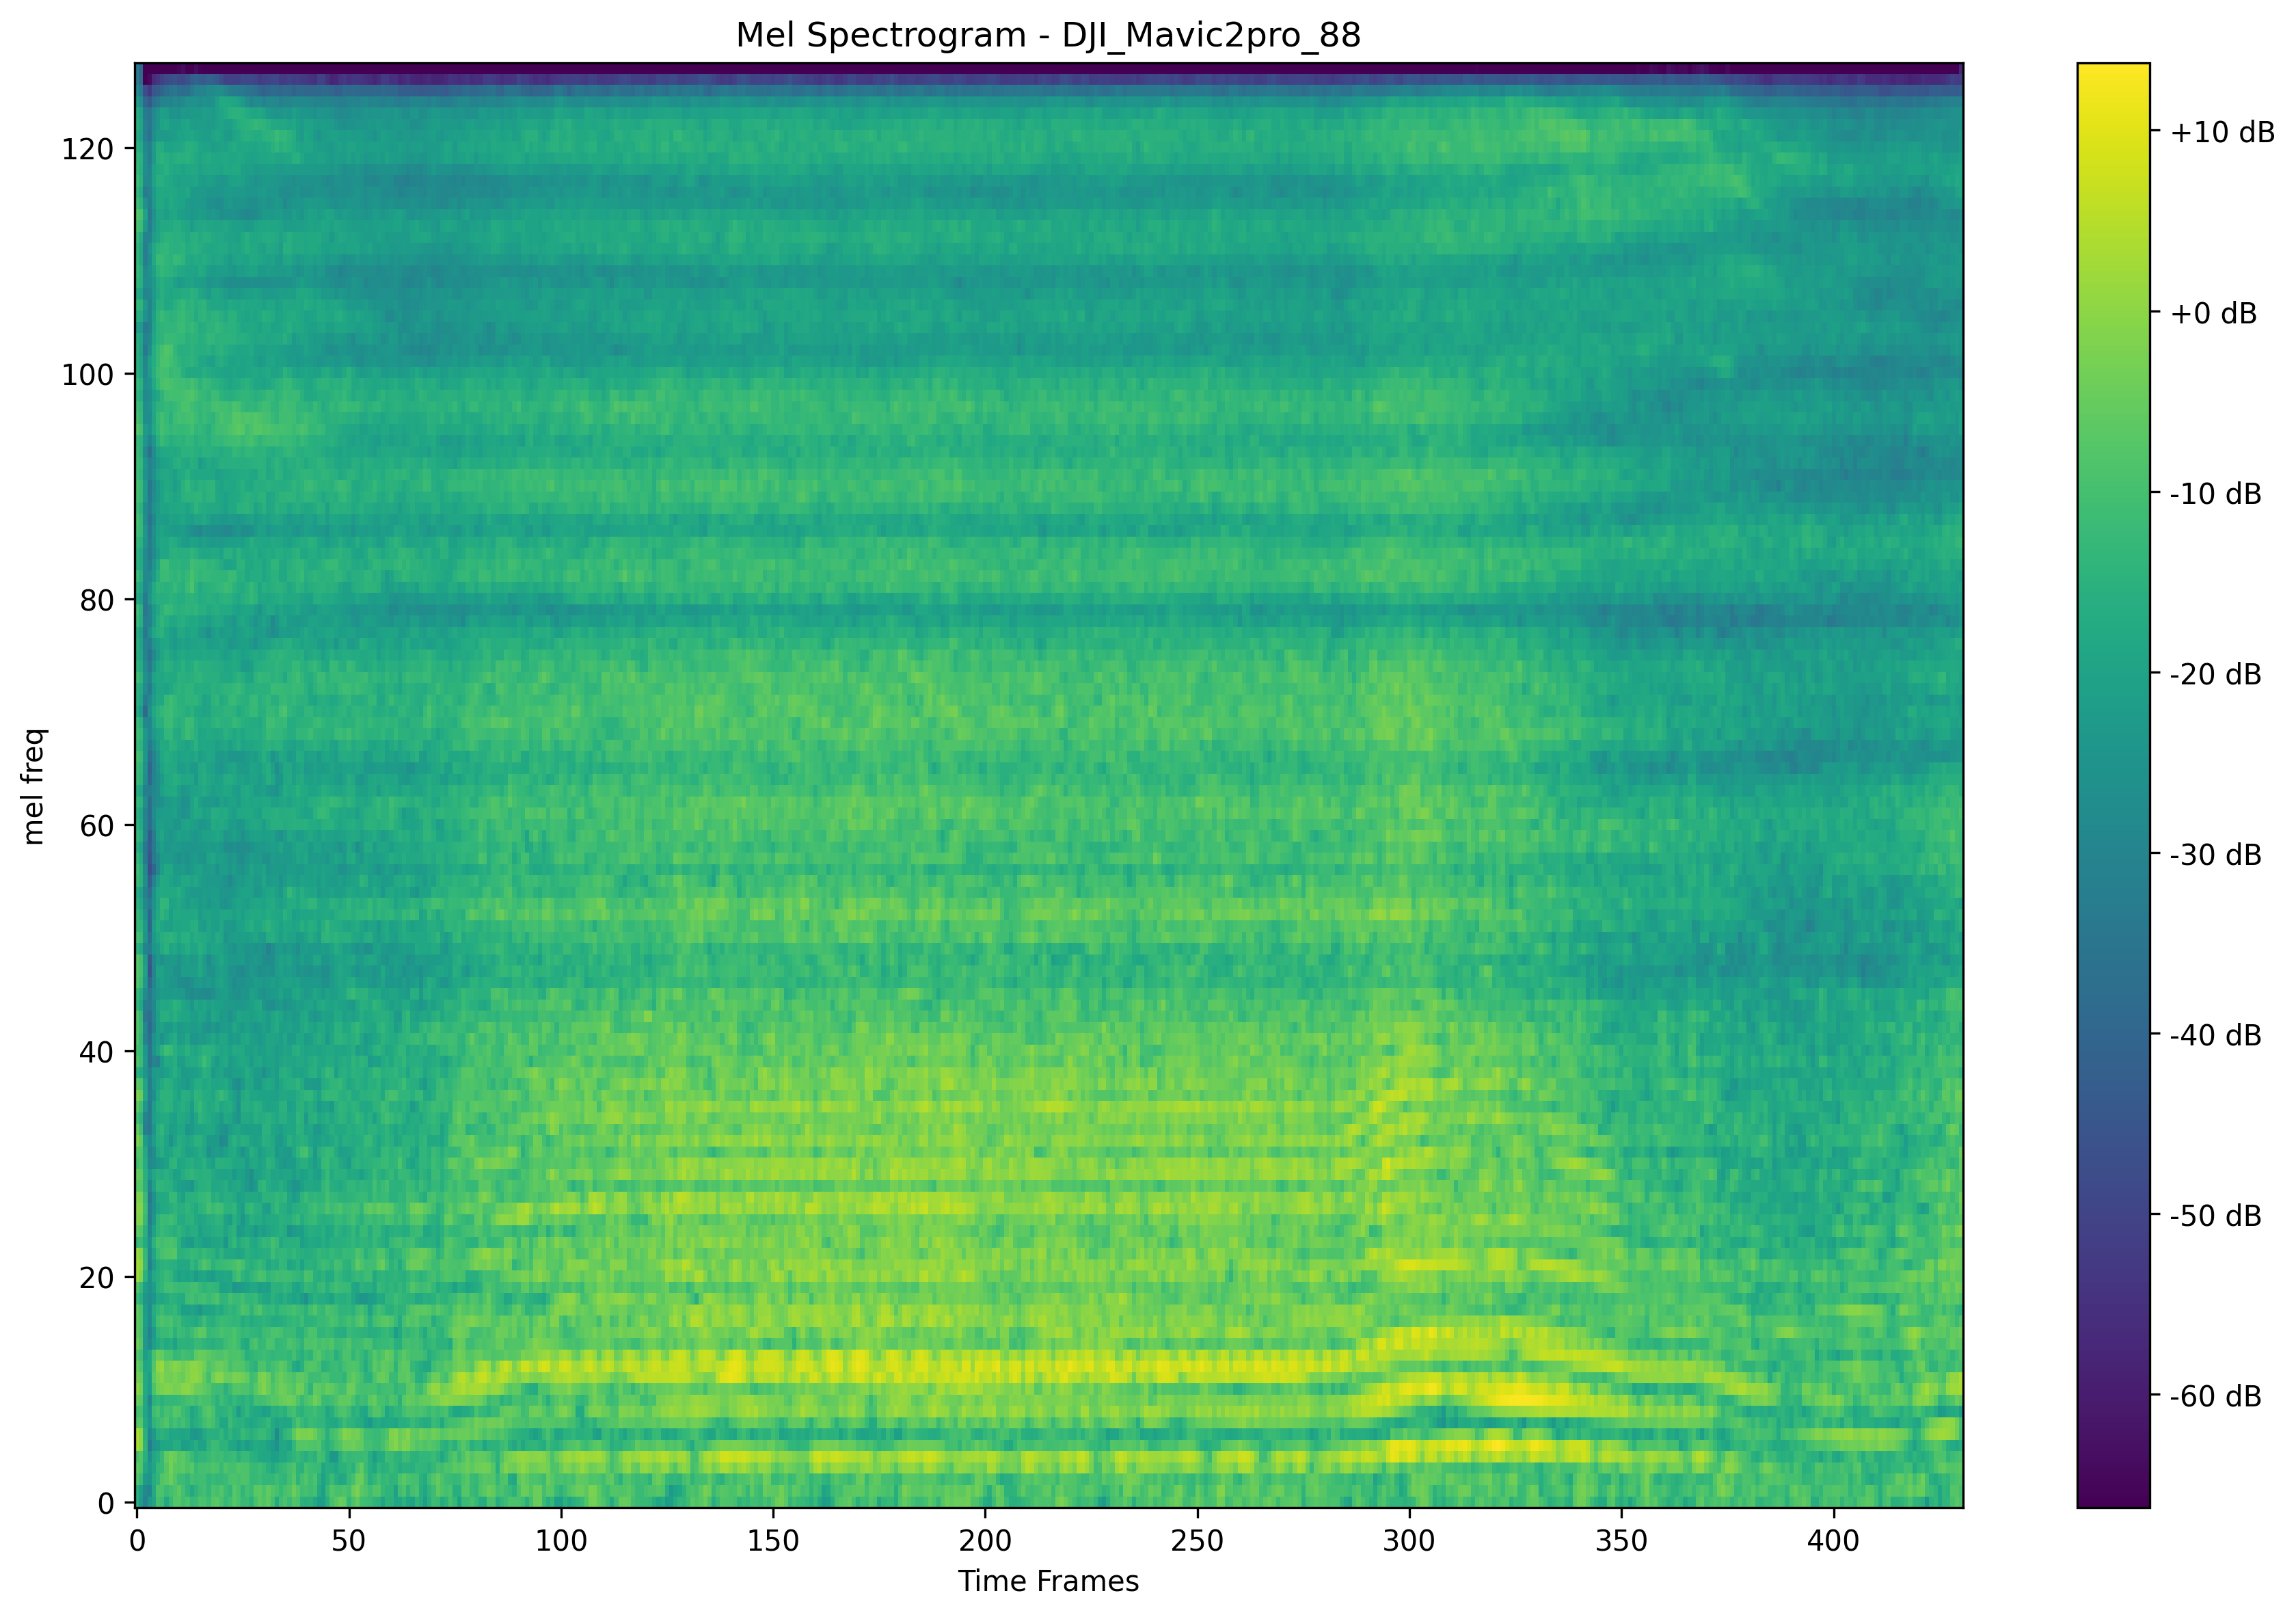 Mel Spectrogram - DJI_Mavic2pro_88
mel freq
120
100
80
60
40
20
0
0 50 100 150 200 250 300 350 400
Time Frames
+10 dB
+0 dB
-10 dB
-20 dB
-30 dB
-40 dB
-50 dB
-60 dB